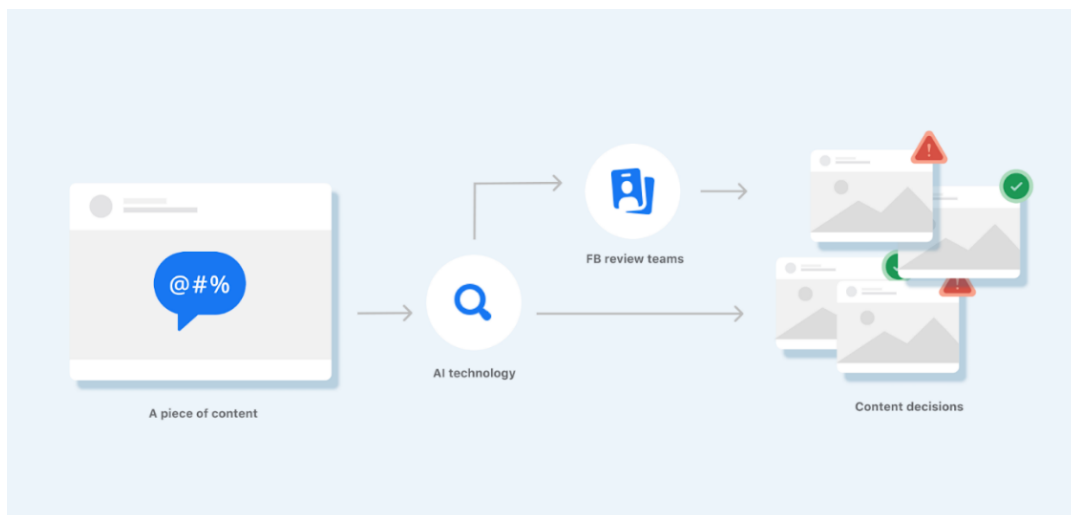 @#%
A piece of content
AI technology
FB review teams
!
!
Content decisions